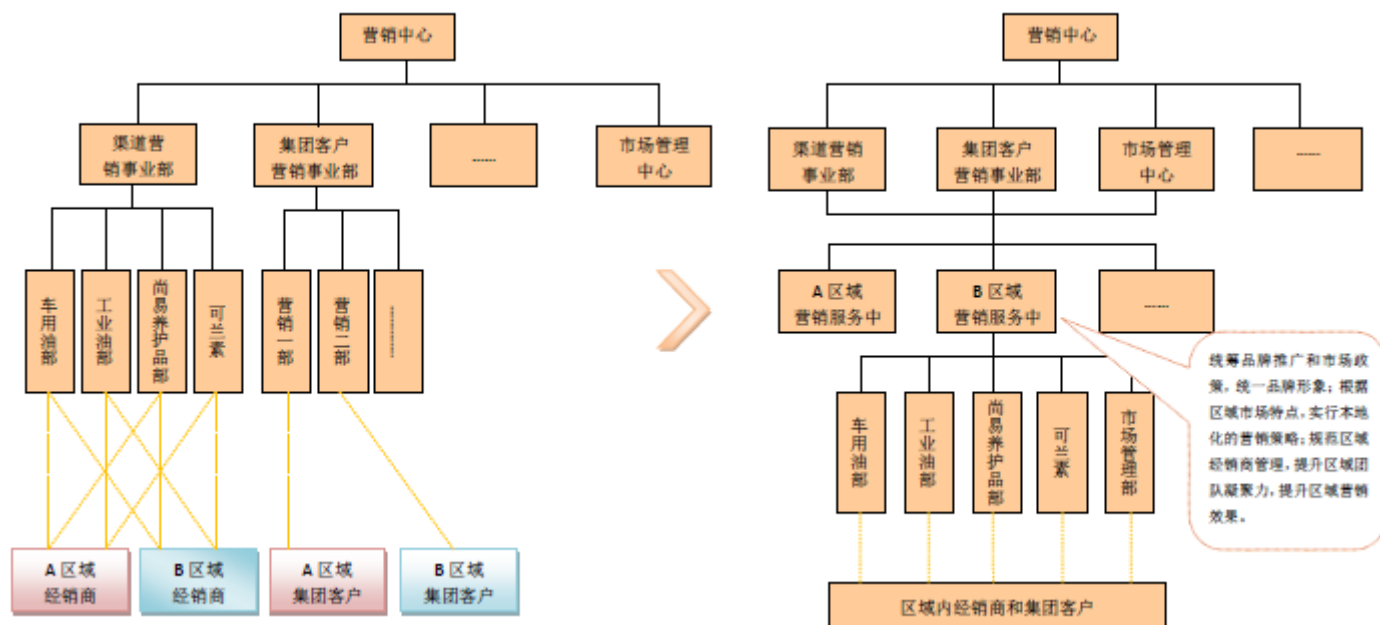 营销中心
渠道营
销事业部
集团客户
营销事业部
......
市场管理
中心
车用油部
工业油部
尚易养护品部
可兰素
营销一部
营销二部
............
A 区域
经销商
B 区域
经销商
A 区域
集团客户
B 区域
集团客户
营销中心
渠道营销
事业部
集团客户
营销事业部
市场管理
中心
......
A 区域
营销服务中
B 区域
营销服务中
......
车用油部
工业油部
尚易养护品部
可兰素
市场管理部
区域内经销商和集团客户
统筹品牌推广和市场政
策，统一品牌形象；根据
区域市场特点，实行本地
化的营销策略；规范区域
经销商管理，提升区域团
队凝聚力，提升区域营销
效果。